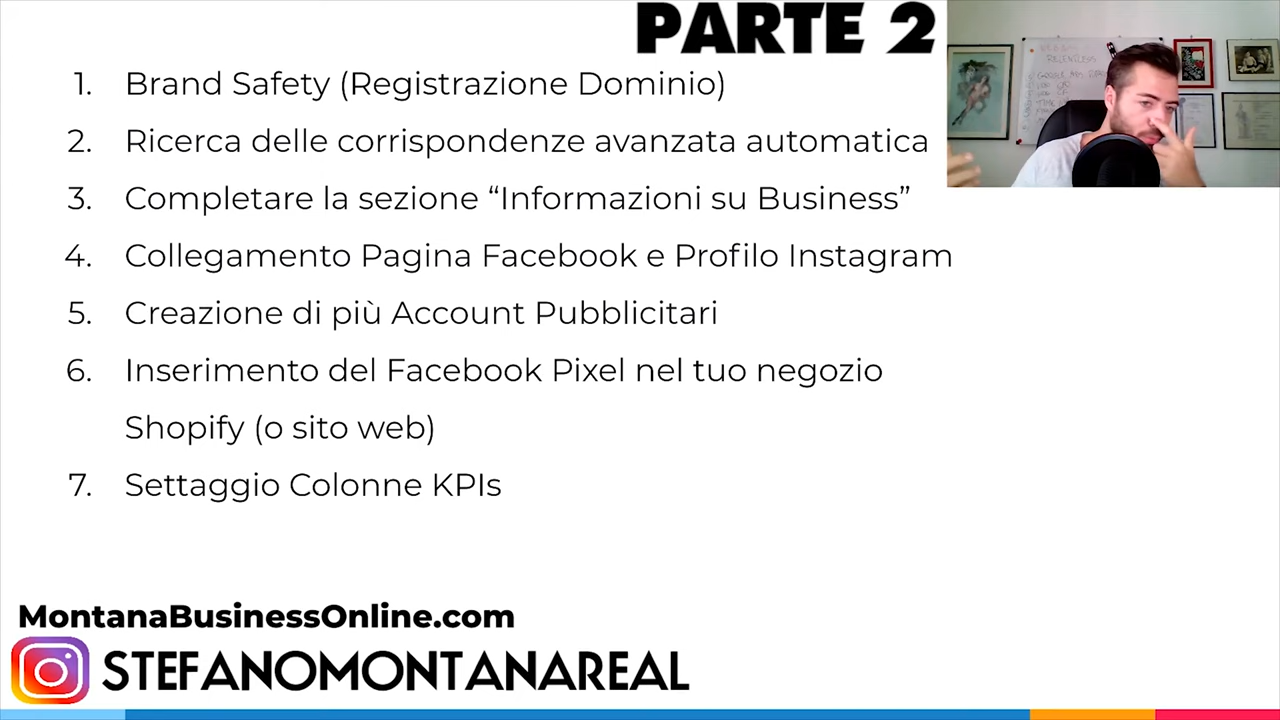 PARTE 2
1. Brand Safety (Registrazione Dominio)
2. Ricerca delle corrispondenze avanzata automatica
3. Completare la sezione “Informazioni su Business”
4. Collegamento Pagina Facebook e Profilo Instagram
5. Creazione di più Account Pubblicitari
6. Inserimento del Facebook Pixel nel tuo negozio
Shopify (o sito web)
7. Settaggio Colonne KPIs
MontanaBusinessOnline.com
STEFANOMONTANAREAL
RELENTLESS